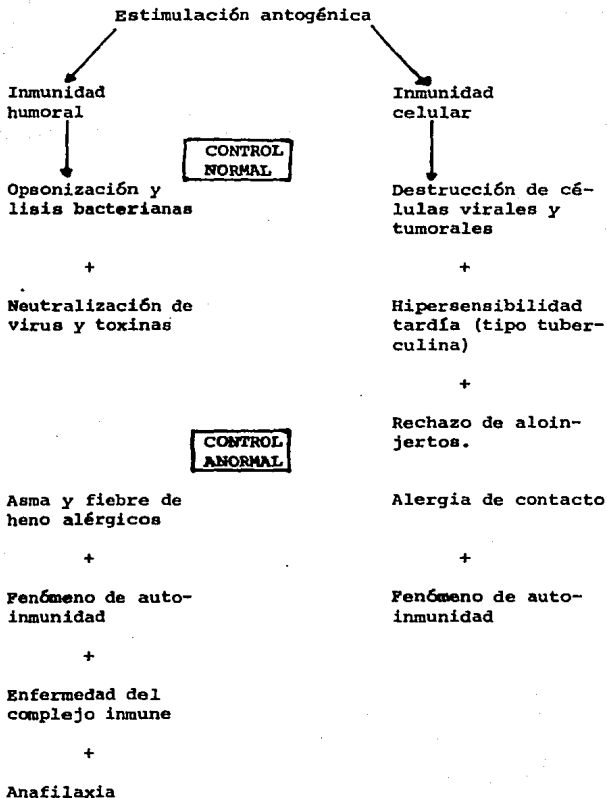 Estimulación antogénica
Inmunidad
humoral
Inmunidad
celular
CONTROL
NORMAL
Opsonización y
lisis bacterianas
Destrucción de cé-
lulas virales y
tumorales
+
+
Neutralización de
virus y toxinas
Hipersensibilidad
tardía (tipo tuber-
culina)
+
Rechazo de aloin-
jertos.
CONTROL
ANORMAL
Asma y fiebre de
heno alérgicos
Alergia de contacto
+
+
Fenómeno de auto-
inmunidad
Fenómeno de auto-
inmunidad
+
Enfermedad del
complejo inmune
+
Anafilaxia